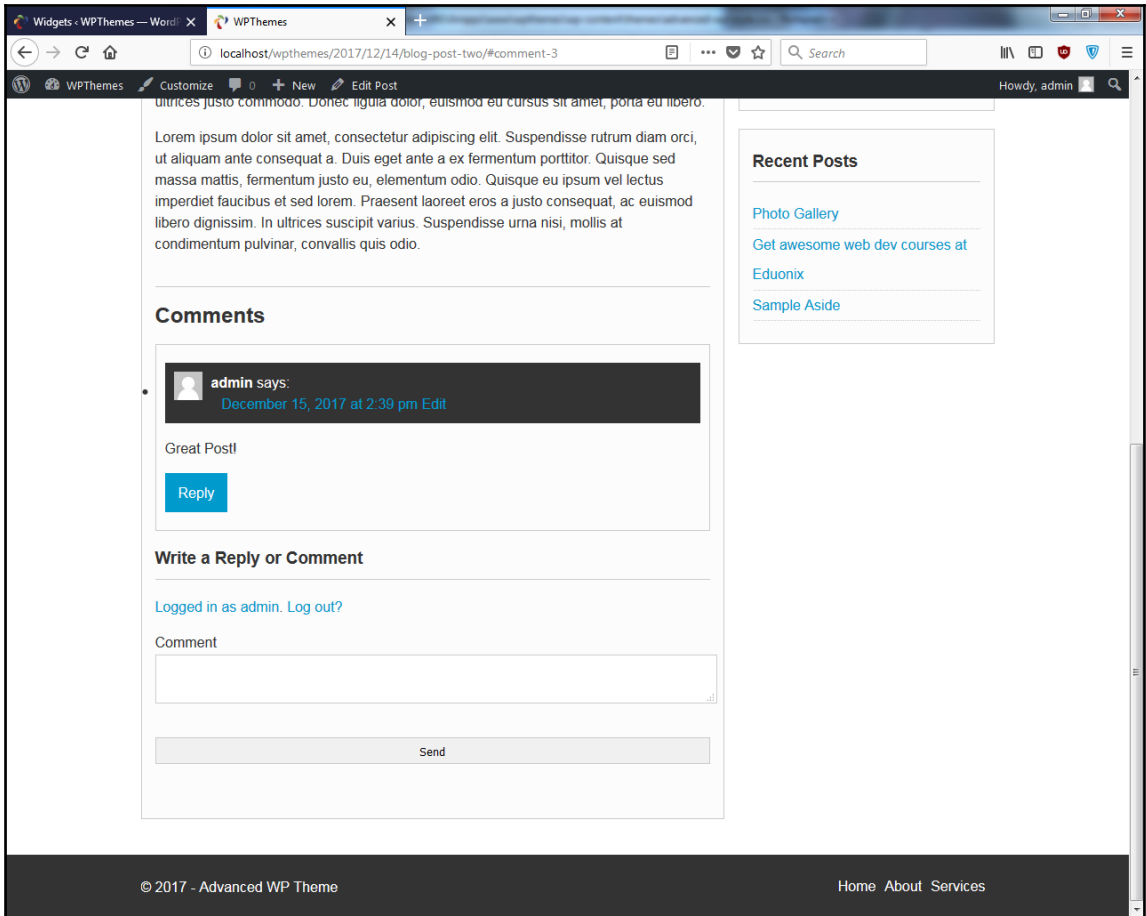 Widgets ‹ WPThemes — WordP
WPThemes
localhost/wpthemes/2017/12/14/blog-post-two/#comment-3
Search
WPThemes
Customize
0
New
Edit Post
Howdy, admin
ultrices justo commodo. Donec ligula dolor, euismod eu cursus sit amet, porta eu libero.
Lorem ipsum dolor sit amet, consectetur adipiscing elit. Suspendisse rutrum diam orci,
ut aliquam ante consequat a. Duis eget ante a ex fermentum porttitor. Quisque sed
massa mattis, fermentum justo eu, elementum odio. Quisque eu ipsum vel lectus
imperdiet faucibus et sed lorem. Praesent laoreet eros a justo consequat, ac euismod
libero dignissim. In ultrices suscipit varius. Suspendisse urna nisi, mollis at
condimentum pulvinar, convallis quis odio.
Comments
admin says:
December 15, 2017 at 2:39 pm Edit
Great Post!
Reply
Write a Reply or Comment
Logged in as admin. Log out?
Comment
Send
Recent Posts
Photo Gallery
Get awesome web dev courses at
Eduonix
Sample Aside
© 2017 - Advanced WP Theme
Home About Services